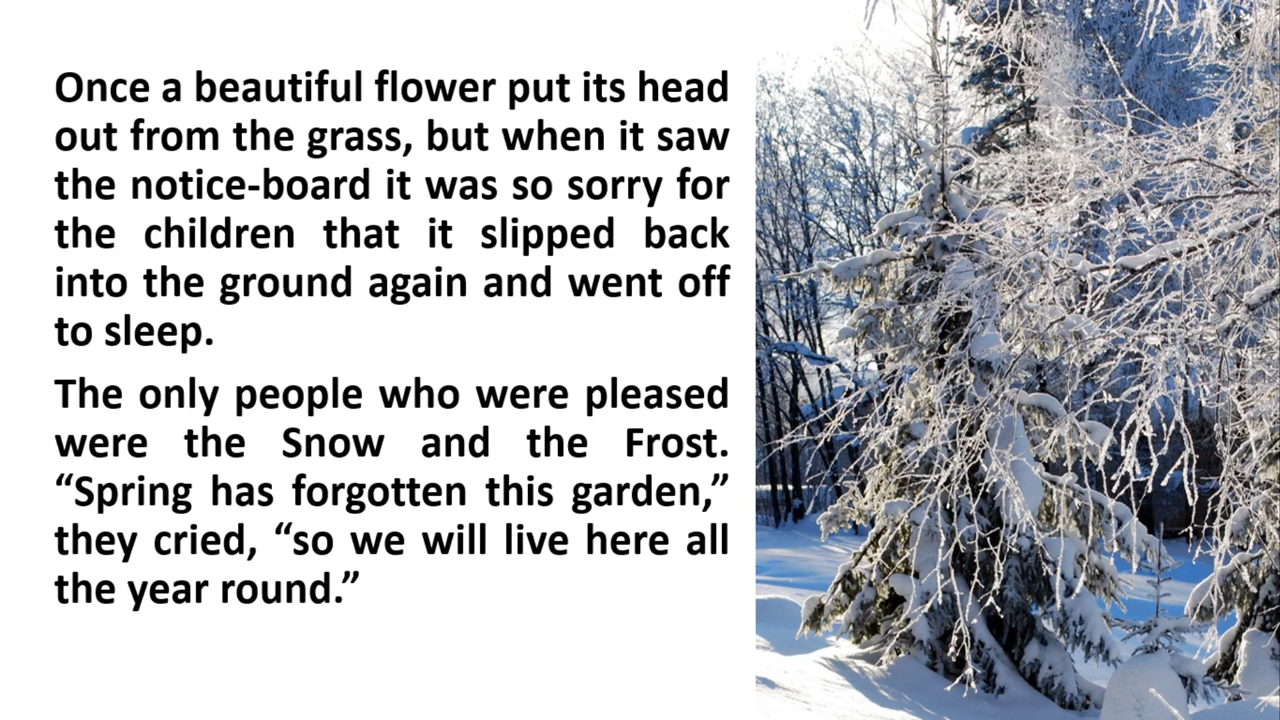 Once a beautiful flower put its head
out from the grass, but when it saw
the notice-board it was so sorry for
the children that it slipped back
into the ground again and went off
to sleep.
The only people who were pleased
were the Snow and the Frost.
“Spring has forgotten this garden,”
they cried, “so we will live here all
the year round.”